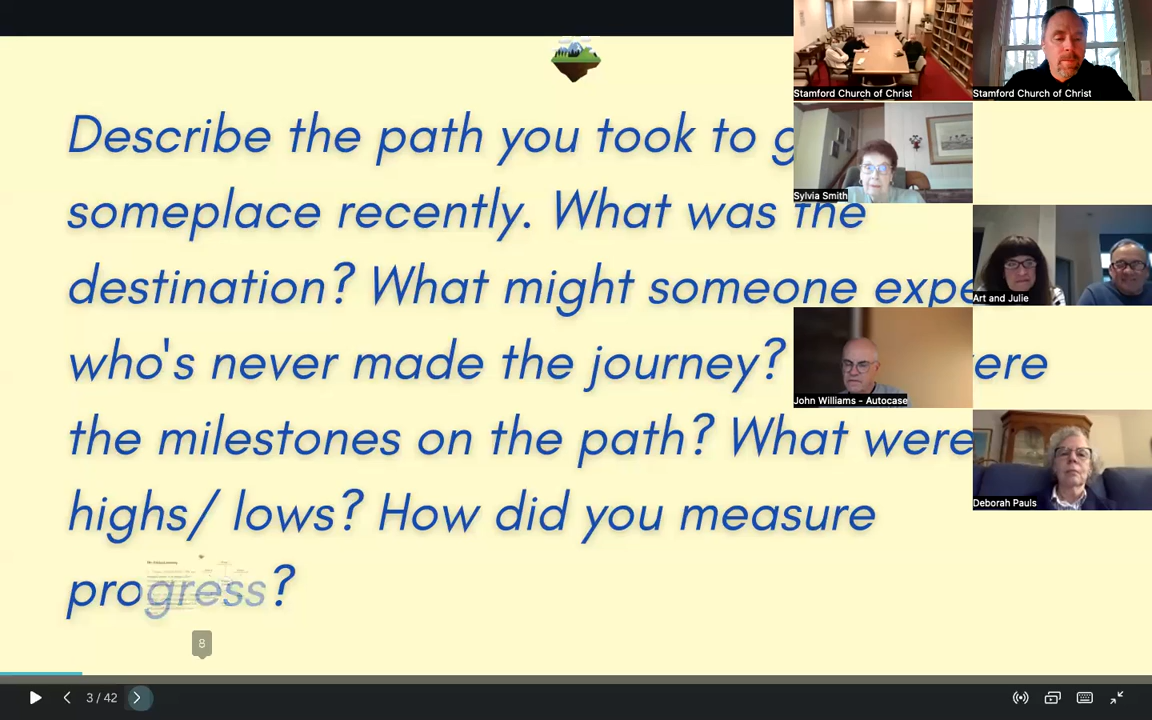 Describe the path you took to g
someplace recently. What was the
destination? What might someone expe
who's never made the journey? ere
the milestones on the path? What were
highs/ lows? How did you measure
progress?
Stamford Church of Christ
Stamford Church of Christ
Sylvia Smith
Art and Julie
John Williams - Autocase
Deborah Pauls
8
3 / 42